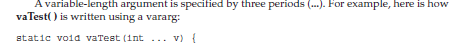 A variable-length argument is specified by three periods (...). For example, here is how
vaTest( ) is written using a vararg:
static void vaTest(int ... v) {